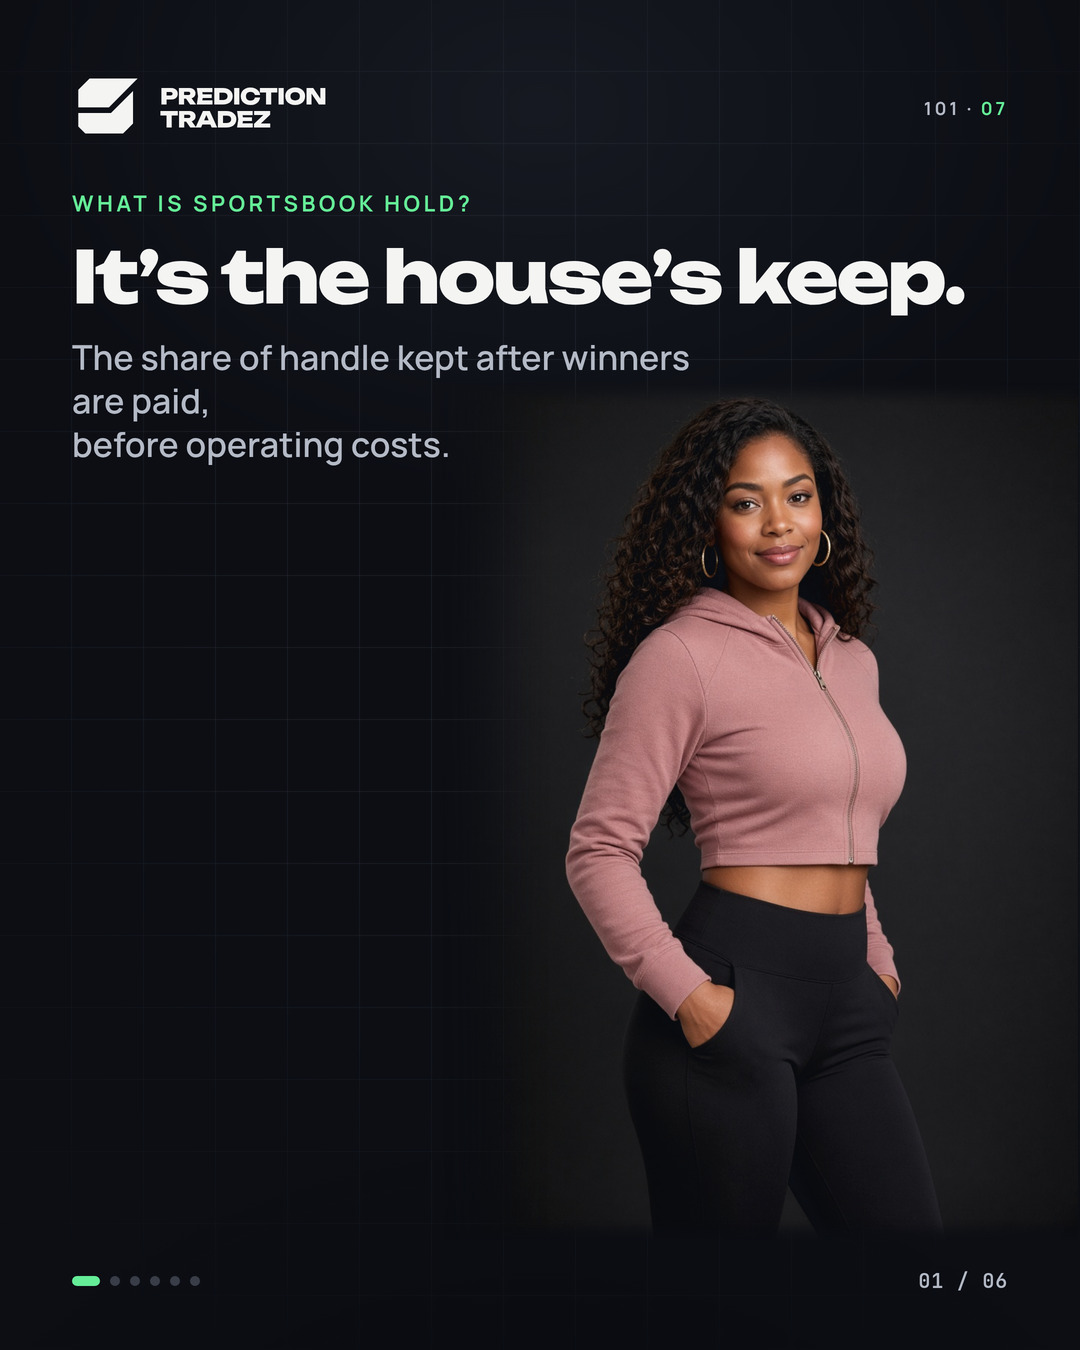 PREDICTION
TRADEZ
101 · 07
WHAT IS SPORTSBOOK HOLD?
It’s the house’s keep.
The share of handle kept after winners
are paid,
before operating costs.
01 / 06